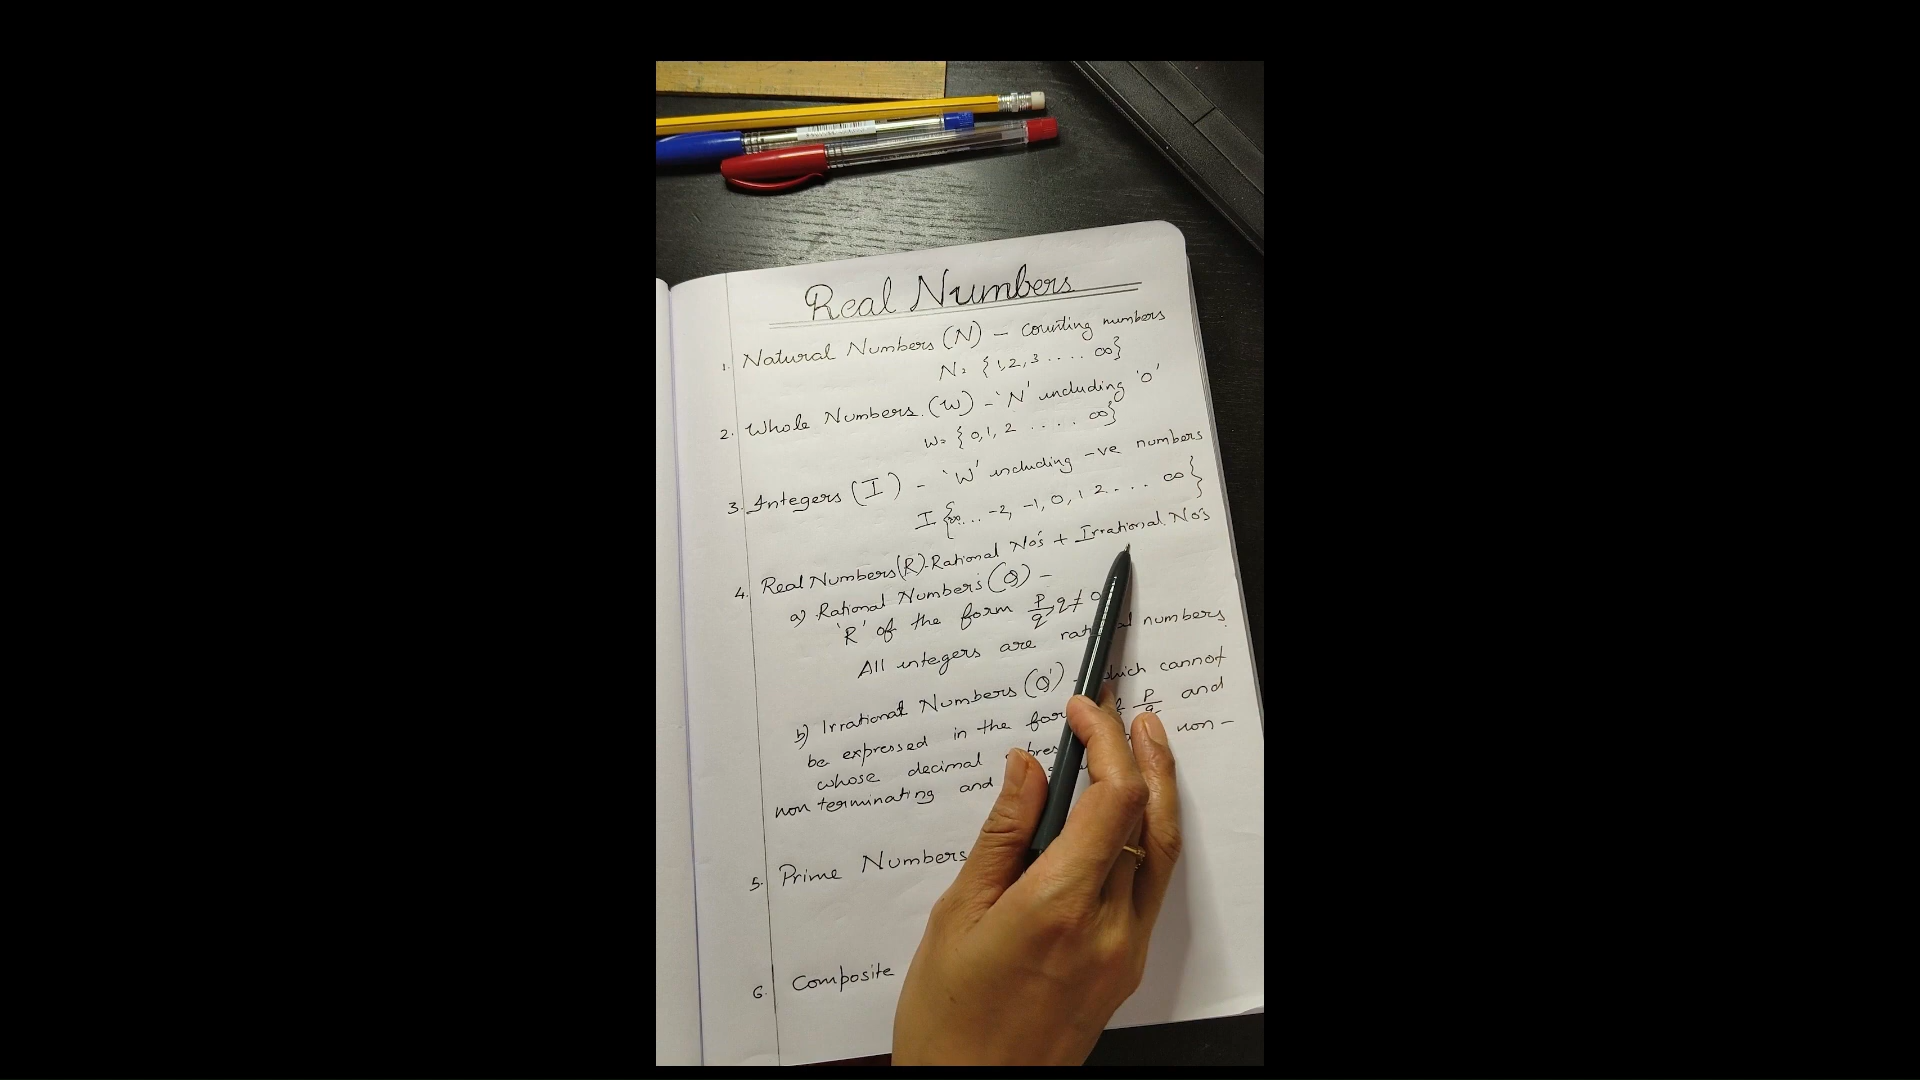 Real Numbers
1. Natural Numbers (N) – Counting numbers
N = {1, 2, 3 .... ∞}
2. Whole Numbers. (W) – 'N' including '0'
W = {0, 1, 2 .... ∞}
3. Integers (I) – 'W' including -ve numbers
I {∞... -2, -1, 0, 1 2 ... ∞}
4. Real Numbers (R) - Rational No's + Irrational No's
a) Rational Numbers (Q) –
'R' of the form p/q, q ≠ 0
All integers are numbers
b) Irrational Numbers (Q') – which cannot
be expressed in the p/q and
whose decimal non-
non terminating and
5. Prime Numbers
6. Composite